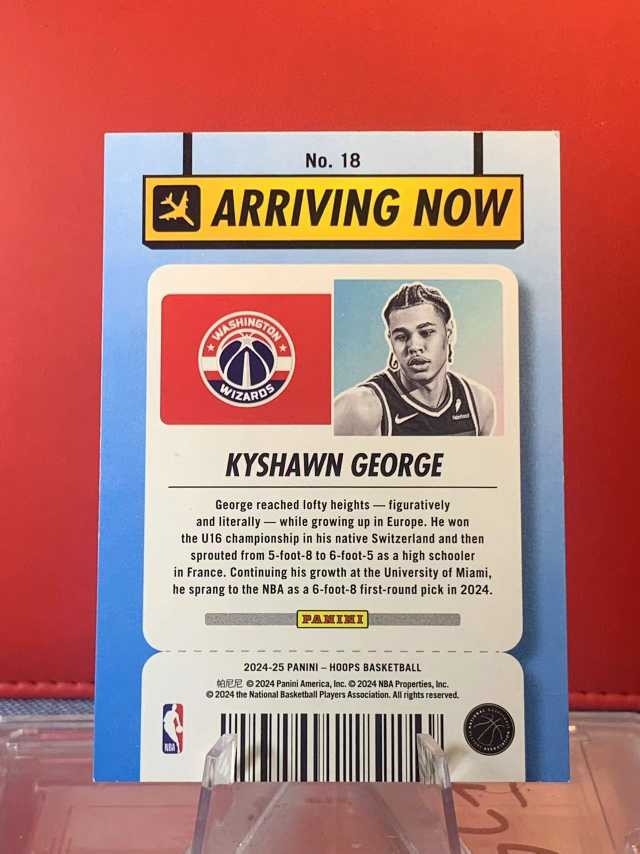 No. 18
ARRIVING NOW
WASHINGTON
WIZARDS
KYSHAWN GEORGE
George reached lofty heights — figuratively
and literally — while growing up in Europe. He won
the U16 championship in his native Switzerland and then
sprouted from 5-foot-8 to 6-foot-5 as a high schooler
in France. Continuing his growth at the University of Miami,
he sprang to the NBA as a 6-foot-8 first-round pick in 2024.
PANINI
2024-25 PANINI – HOOPS BASKETBALL
帕尼尼 © 2024 Panini America, Inc. © 2024 NBA Properties, Inc.
© 2024 the National Basketball Players Association. All rights reserved.
NBA